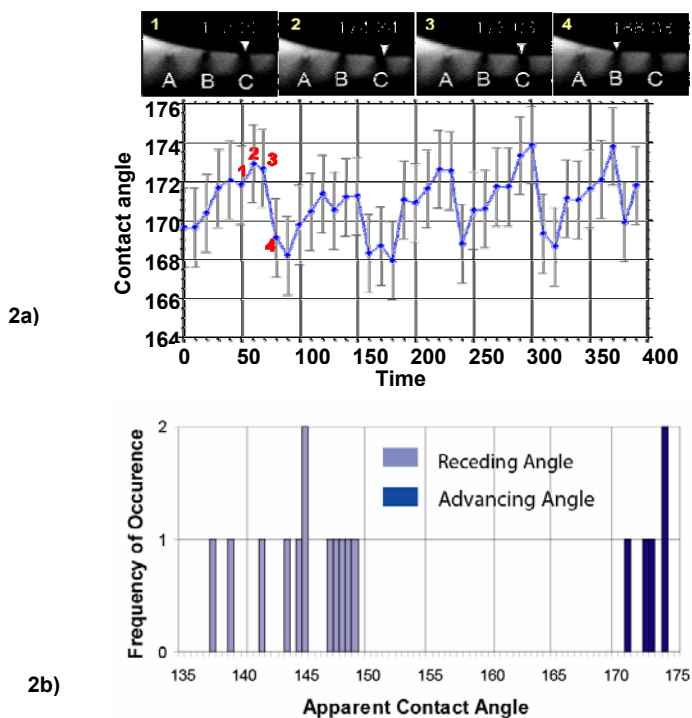 1 2 3 4
A B C A B C A B C A B C
176
174
172
170
168
166
164
1 2 3
4
Contact angle
0 50 100 150 200 250 300 350 400
Time
2a)
2
1
0
Frequency of Occurence
Receding Angle
Advancing Angle
135 140 145 150 155 160 165 170 175
Apparent Contact Angle
2b)